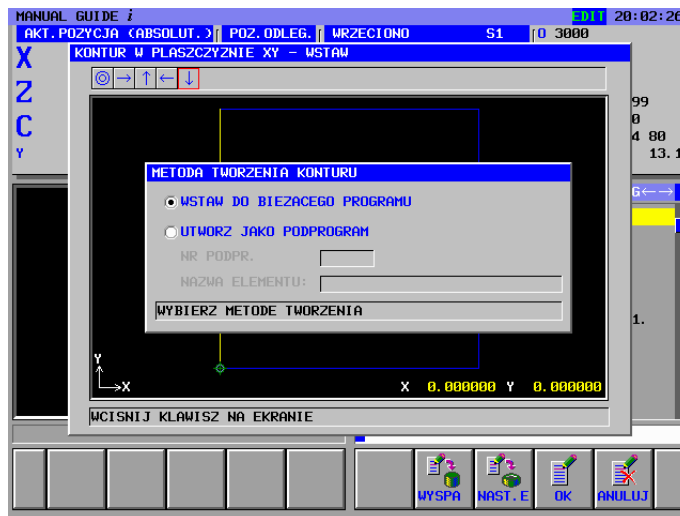 MANUAL GUIDE i EDIT 20:02:26
AKT.POZYCJA (ABSOLUT.) POZ.ODLEG. WRZECIONO S1 O 3000
X
Z
C
Y
KONTUR W PLASZCZYZNIE XY - WSTAW
99
0
4 80
13.1
G←→
METODA TWORZENIA KONTURU
WSTAW DO BIEZACEGO PROGRAMU
UTWORZ JAKO PODPROGRAM
NR PODPR.
NAZWA ELEMENTU:
WYBIERZ METODE TWORZENIA
1.
Y
X
X 0.000000 Y 0.000000
WCISNIJ KLAWISZ NA EKRANIE
WYSPA NAST.E OK ANULUJ